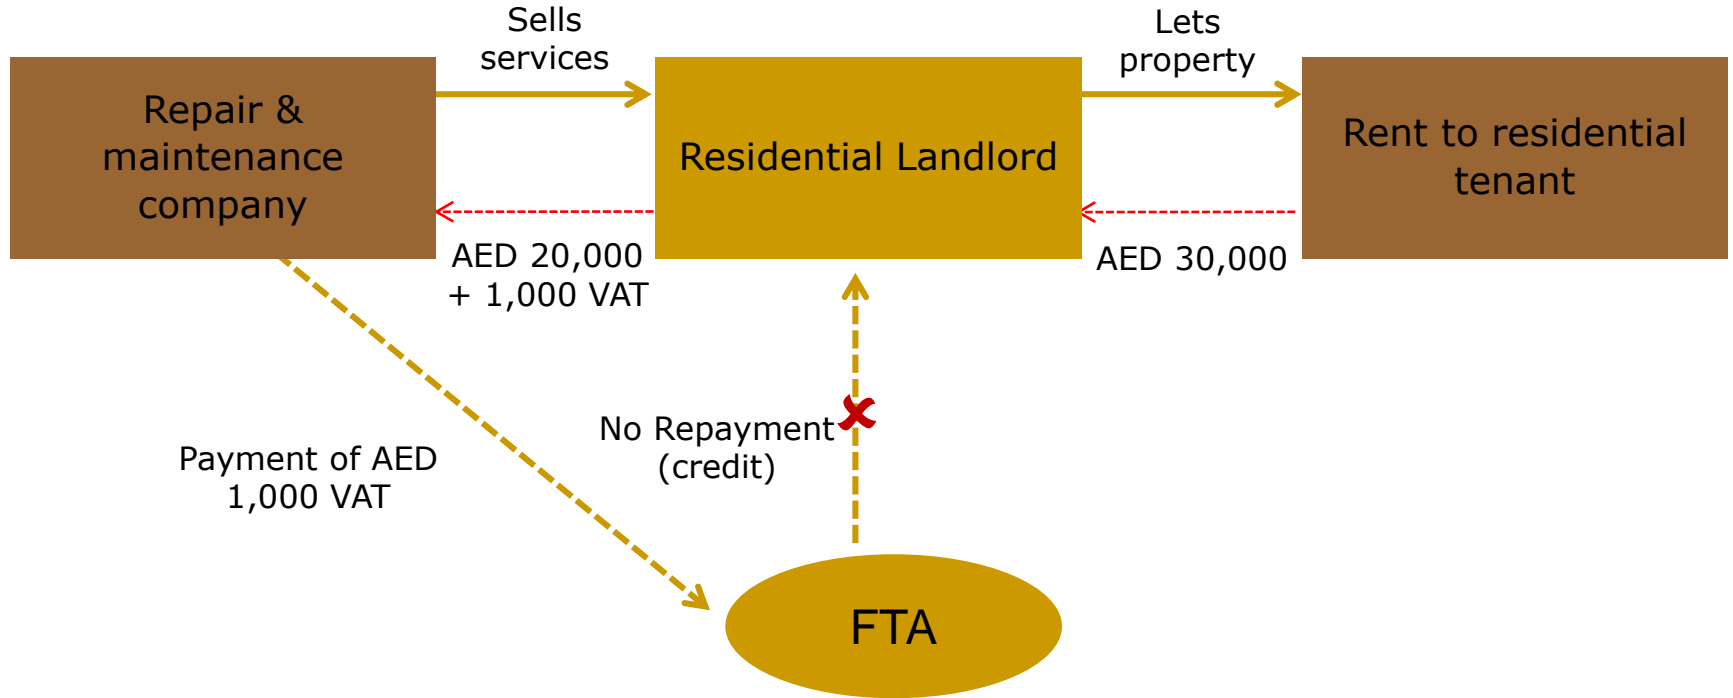 Sells
services
Lets
property
Repair &
maintenance
company
Residential Landlord
Rent to residential
tenant
AED 20,000
+ 1,000 VAT
AED 30,000
No Repayment
(credit)
Payment of AED
1,000 VAT
FTA